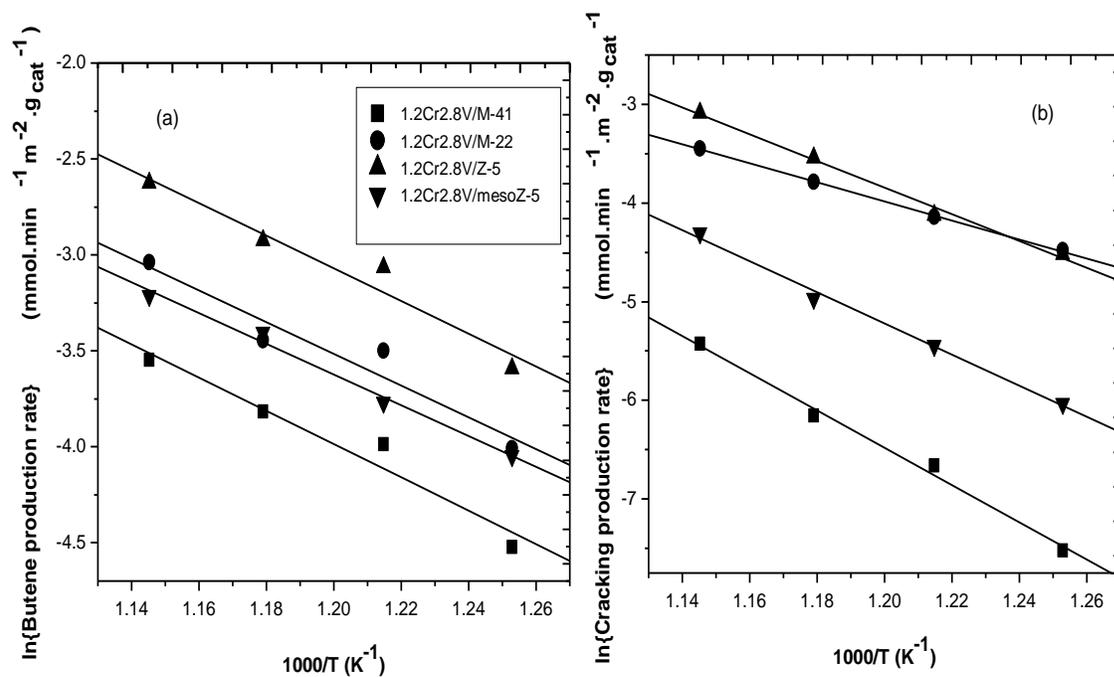 (a)
1.2Cr2.8V/M-41
1.2Cr2.8V/M-22
1.2Cr2.8V/Z-5
1.2Cr2.8V/mesoZ-5
-2.0
-2.5
-3.0
-3.5
-4.0
-4.5
1.14 1.16 1.18 1.20 1.22 1.24 1.26
1000/T (K⁻¹)
ln{Butene production rate} (mmol.min⁻¹ m⁻².g_cat⁻¹)
(b)
-3
-4
-5
-6
-7
1.14 1.16 1.18 1.20 1.22 1.24 1.26
1000/T (K⁻¹)
ln{Cracking production rate} (mmol.min⁻¹.m⁻².g_cat⁻¹)